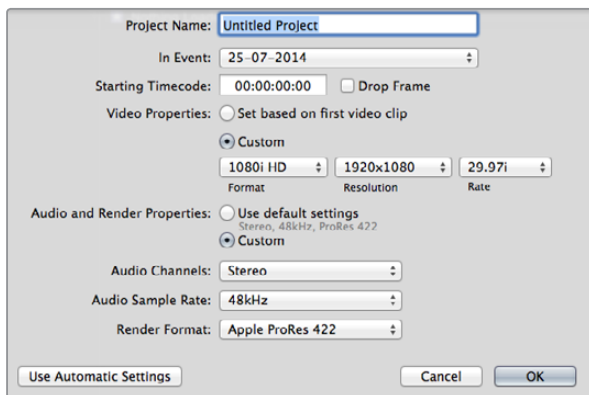 Project Name: Untitled Project
In Event: 25-07-2014
Starting Timecode: 00:00:00:00 Drop Frame
Video Properties: Set based on first video clip
Custom
1080i HD 1920x1080 29.97i
Format Resolution Rate
Audio and Render Properties: Use default settings
Stereo, 48kHz, ProRes 422
Custom
Audio Channels: Stereo
Audio Sample Rate: 48kHz
Render Format: Apple ProRes 422
Use Automatic Settings Cancel OK